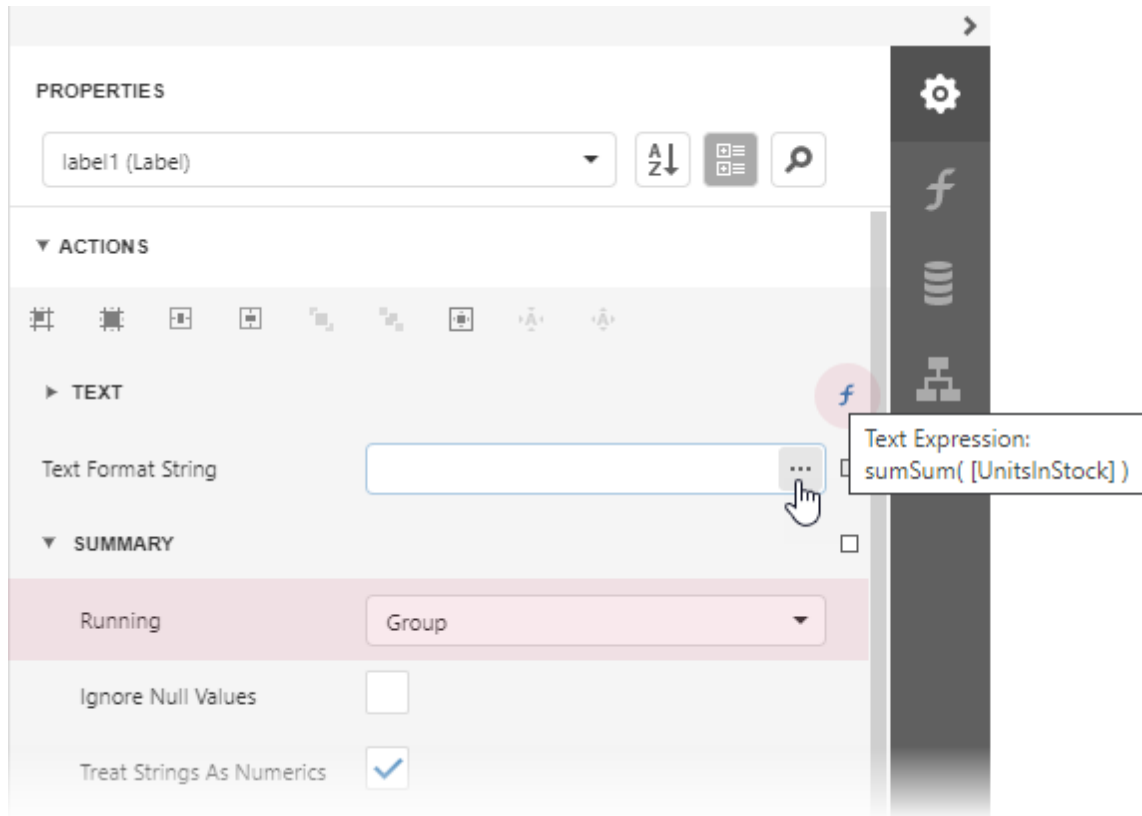 PROPERTIES
label1 (Label)
ACTIONS
TEXT
Text Format String
...
Text Expression:
sumSum( [UnitsInStock] )
SUMMARY
Running
Group
Ignore Null Values
Treat Strings As Numerics